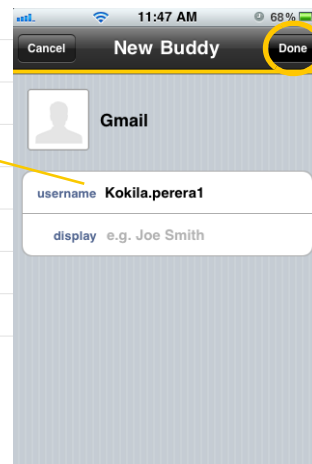 11:47 AM 68%
Cancel New Buddy Done
Gmail
username Kokila.perera1
display e.g. Joe Smith